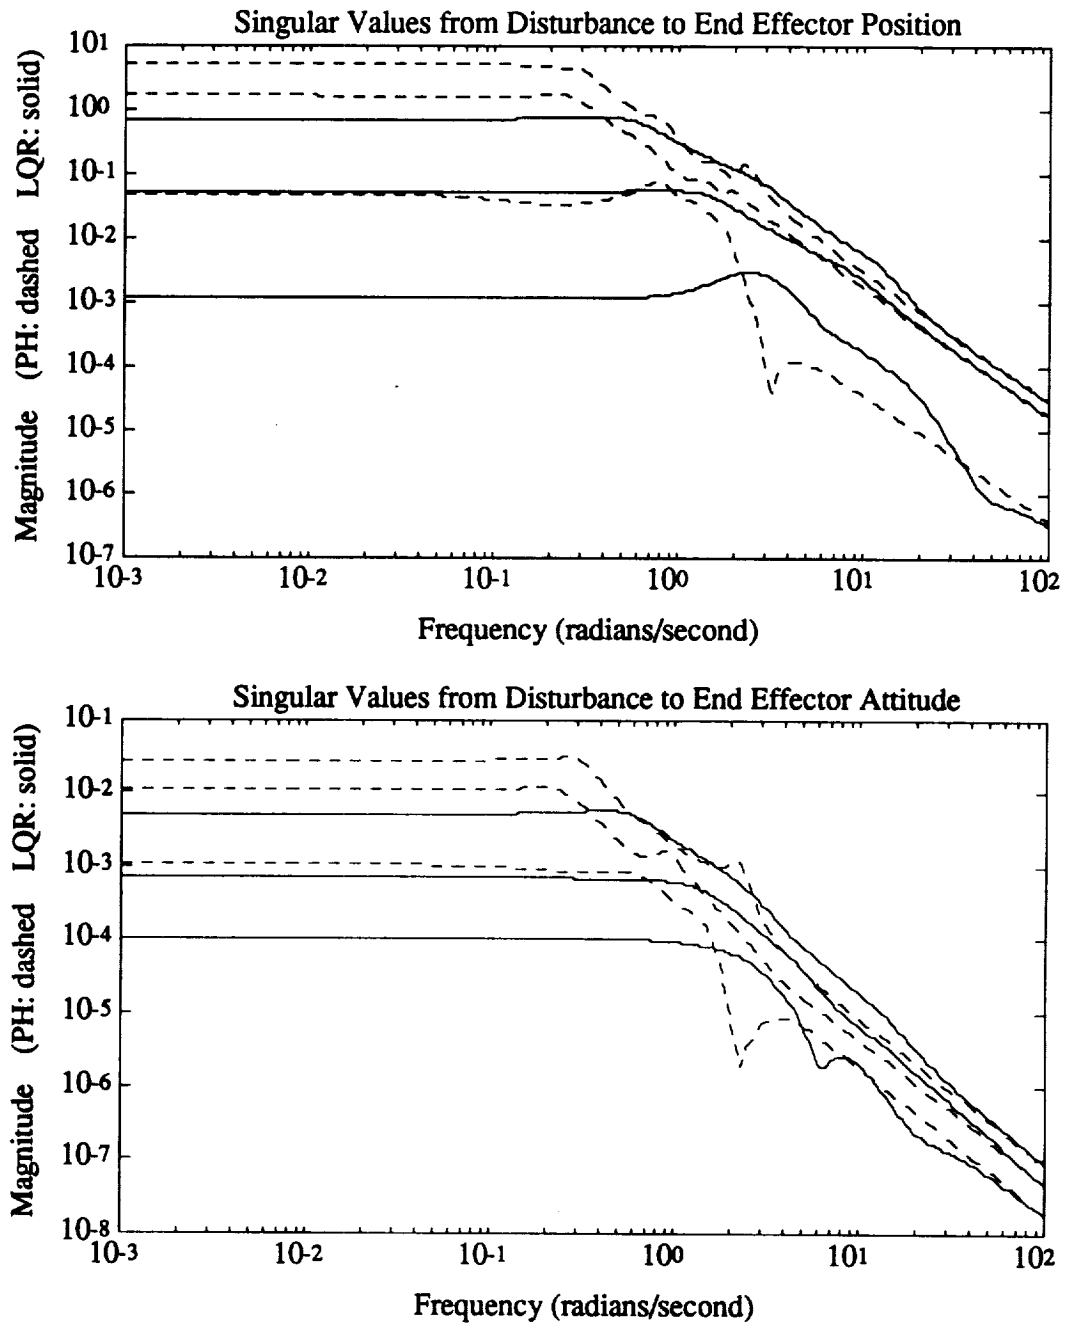 Singular Values from Disturbance to End Effector Position
Magnitude (PH: dashed LQR: solid)
101
100
10-1
10-2
10-3
10-4
10-5
10-6
10-7
10-3 10-2 10-1 100 101 102
Frequency (radians/second)
Singular Values from Disturbance to End Effector Attitude
Magnitude (PH: dashed LQR: solid)
10-1
10-2
10-3
10-4
10-5
10-6
10-7
10-8
10-3 10-2 10-1 100 101 102
Frequency (radians/second)